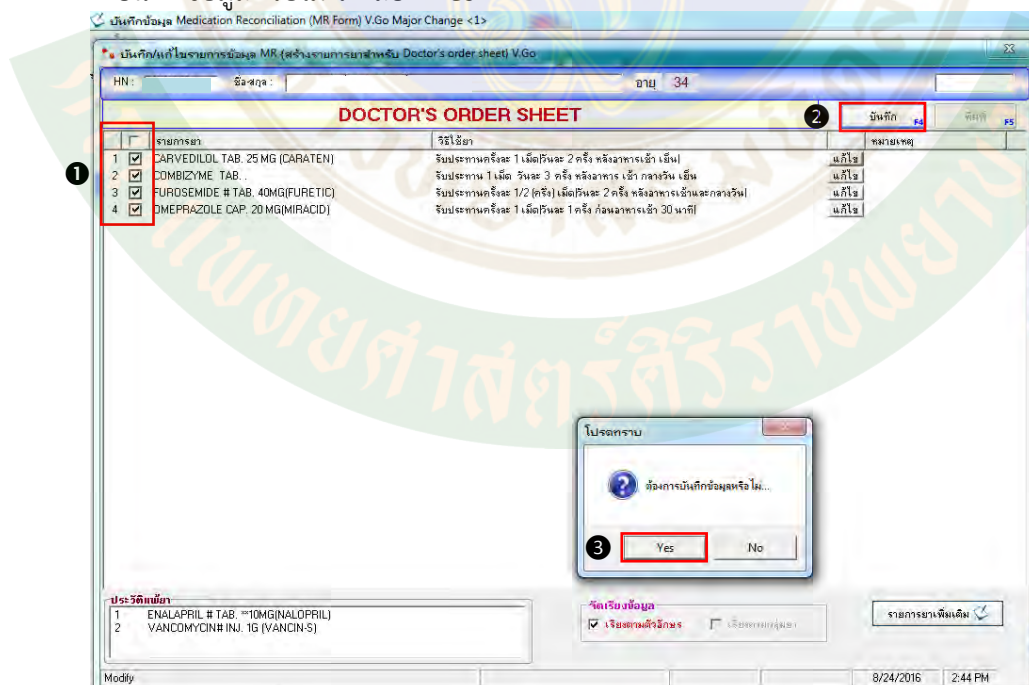 บันทึกข้อมูล Medication Reconciliation (MR Form) V.Go Major Change <1>
บันทึก/แก้ไขรายการข้อมูล MR (สร้างรายการยาสำหรับ Doctor's order sheet) V.Go
HN : ชื่อ-สกุล : อายุ 34
DOCTOR'S ORDER SHEET
2 บันทึก F4 พิมพ์ F5
รายการยา วิธีใช้ยา หมายเหตุ
1
1 CARVEDILOL TAB. 25 MG (CARATEN) รับประทานครั้งละ 1 เม็ด|วันละ 2 ครั้ง หลังอาหารเช้า เย็น| แก้ไข
2 COMBIZYME TAB. . รับประทาน 1 เม็ด วันละ 3 ครั้ง หลังอาหาร เช้า กลางวัน เย็น แก้ไข
3 FUROSEMIDE # TAB. 40MG(FURETIC) รับประทานครั้งละ 1/2 (ครึ่ง) เม็ด|วันละ 2 ครั้ง หลังอาหารเช้าและกลางวัน| แก้ไข
4 OMEPRAZOLE CAP. 20 MG(MIRACID) รับประทานครั้งละ 1 เม็ด|วันละ 1 ครั้ง ก่อนอาหารเช้า 30 นาที| แก้ไข
โปรดทราบ
ต้องการบันทึกข้อมูลหรือไม่...
3 Yes No
ประวัติแพ้ยา
1 ENALAPRIL # TAB. **10MG(NALOPRIL)
2 VANCOMYCIN# INJ. 1G (VANCIN-S)
จัดเรียงข้อมูล
เรียงตามตัวอักษร เรียงตามกลุ่มยา
รายการยาเพิ่มเติม
Modify 8/24/2016 2:44 PM